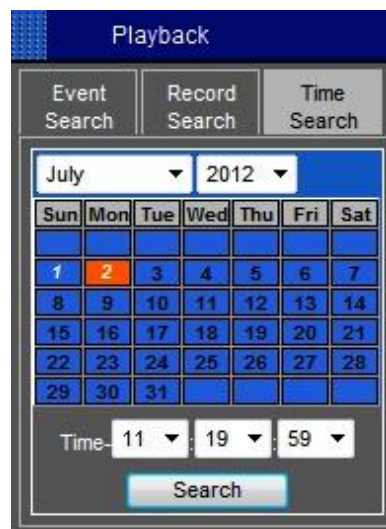 Playback
Event Record Time
Search Search Search
July 2012
Sun Mon Tue Wed Thu Fri Sat
1 2 3 4 5 6 7
8 9 10 11 12 13 14
15 16 17 18 19 20 21
22 23 24 25 26 27 28
29 30 31
Time- 11 : 19 : 59
Search